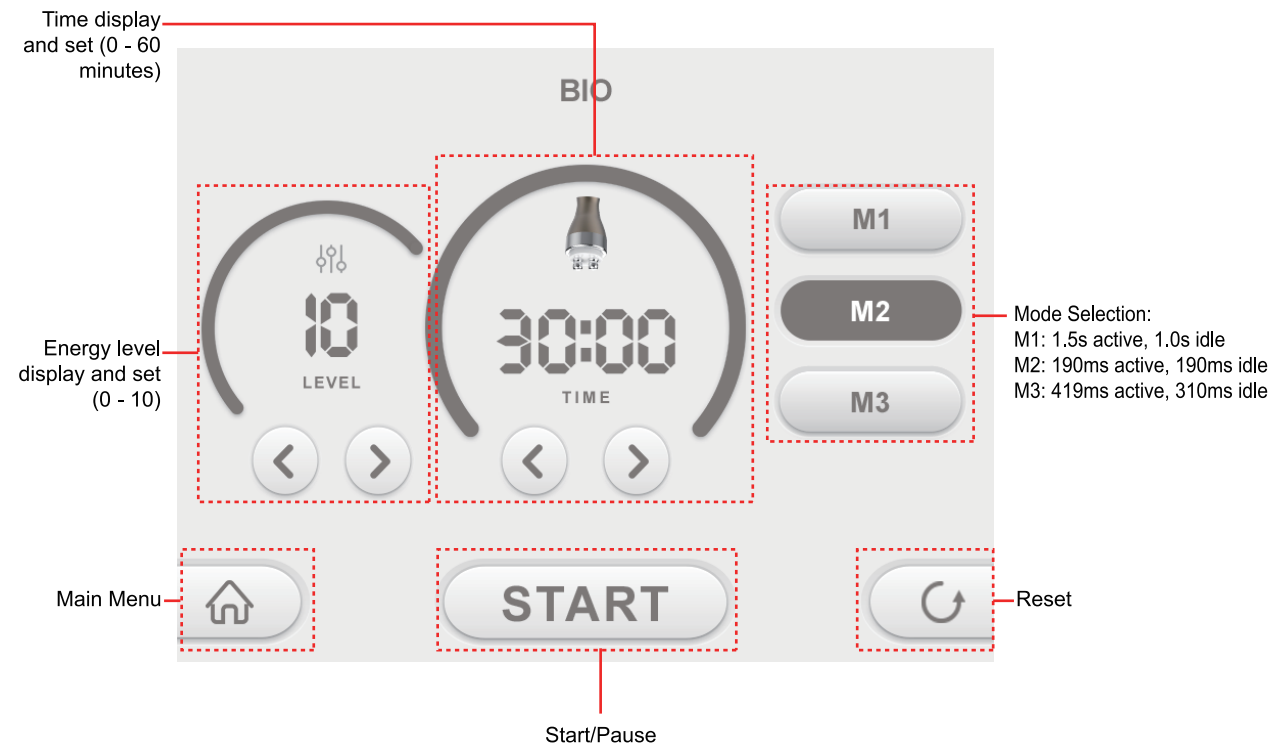 Time display
and set (0 - 60
minutes)
BIO
10
LEVEL
30:00
TIME
M1
M2
M3
Energy level
display and set
(0 - 10)
Mode Selection:
M1: 1.5s active, 1.0s idle
M2: 190ms active, 190ms idle
M3: 419ms active, 310ms idle
Main Menu
START
Reset
Start/Pause